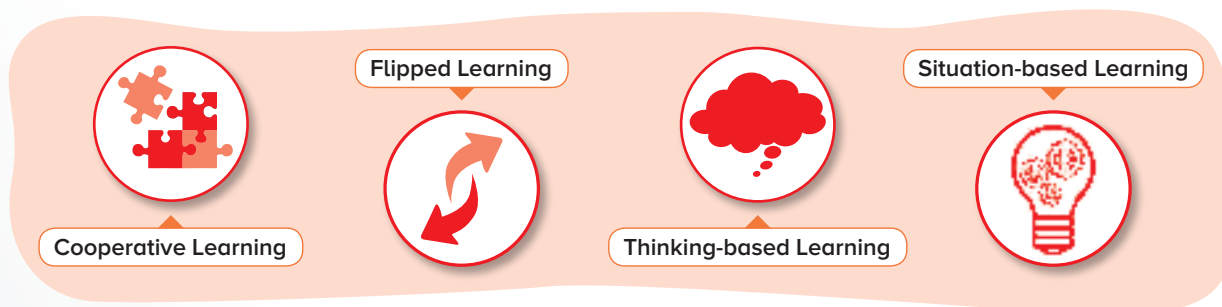 Cooperative Learning
Flipped Learning
Thinking-based Learning
Situation-based Learning